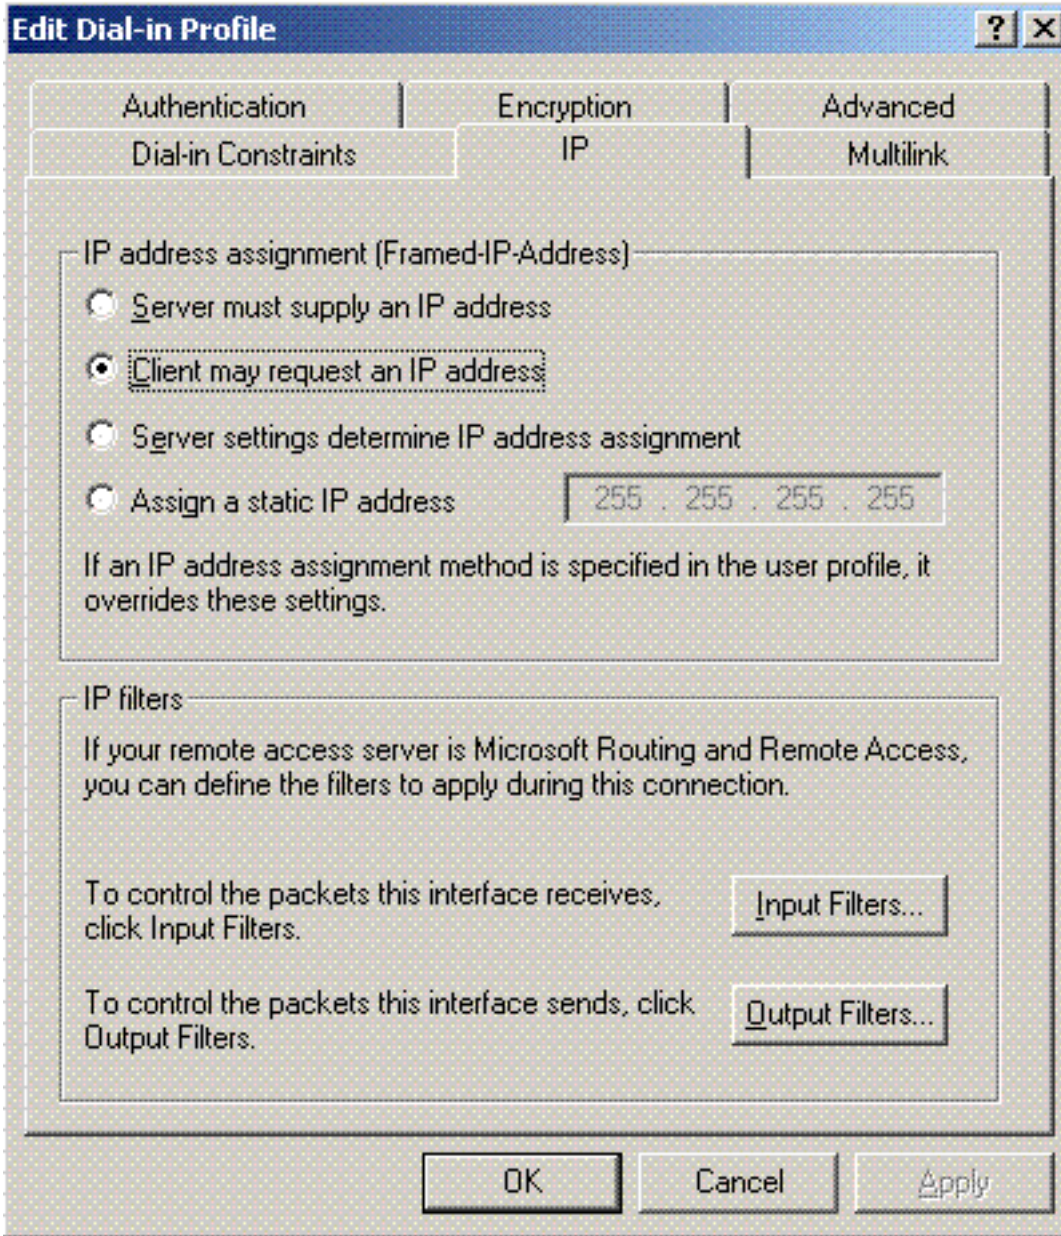 Edit Dial-in Profile
Authentication Encryption Advanced
Dial-in Constraints IP Multilink
IP address assignment (Framed-IP-Address)
Server must supply an IP address
Client may request an IP address
Server settings determine IP address assignment
Assign a static IP address 255 . 255 . 255 . 255
If an IP address assignment method is specified in the user profile, it
overrides these settings.
IP filters
If your remote access server is Microsoft Routing and Remote Access,
you can define the filters to apply during this connection.
To control the packets this interface receives,
click Input Filters.
Input Filters...
To control the packets this interface sends, click
Output Filters.
Output Filters...
OK Cancel Apply